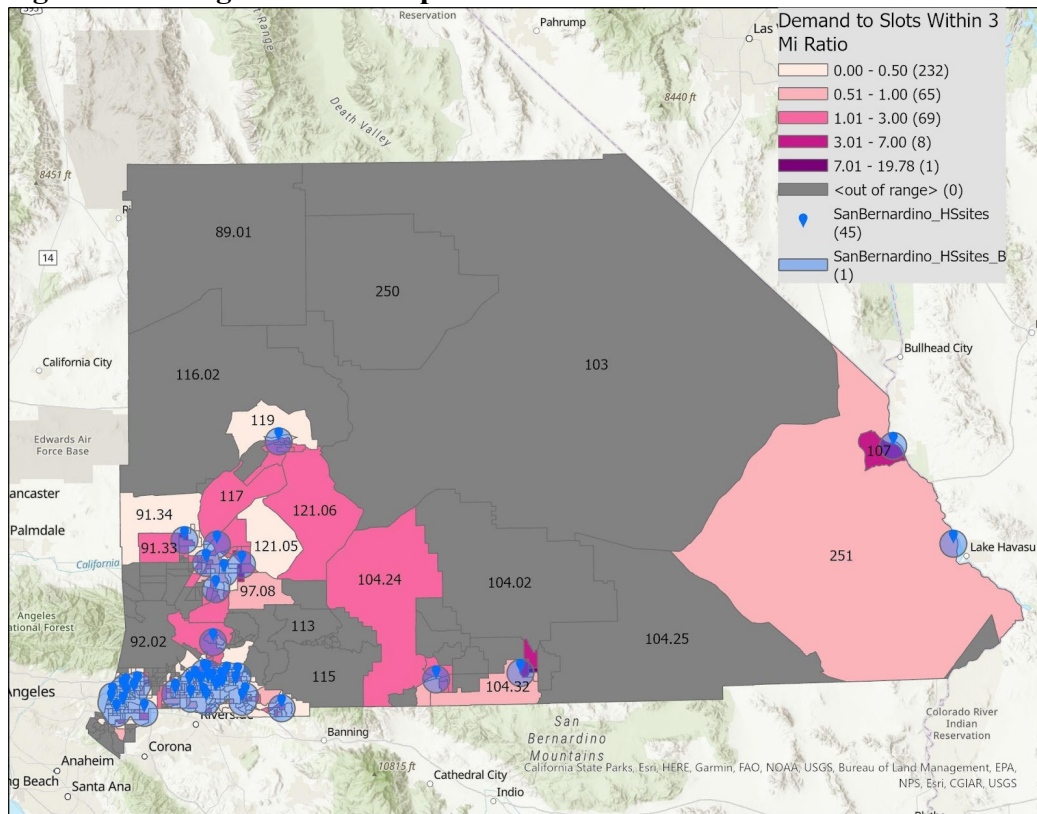 Reservation
Pahrump
Las
t Range
8440 ft
Death Valley
8451 ft
14
California City
Edwards Air
Force Base
ancaster
Palmdale
California
Angeles
ational Forest
Angeles
Anaheim
ng Beach
Santa Ana
Corona
Banning
10815 ft
Cathedral City
Indio
San
Bernardino
Mountains
Bullhead City
Lake Havasu
Colorado River
Indian
Reservation
89.01
250
103
116.02
119
117
121.06
91.34
91.33
121.05
97.08
104.24
104.02
113
92.02
115
104.25
104.32
107
251
Demand to Slots Within 3
Mi Ratio
0.00 - 0.50 (232)
0.51 - 1.00 (65)
1.01 - 3.00 (69)
3.01 - 7.00 (8)
7.01 - 19.78 (1)
<out of range> (0)
SanBernardino_HSsites
(45)
SanBernardino_HSsites_B
(1)
California State Parks, Esri, HERE, Garmin, FAO, NOAA, USGS, Bureau of Land Management, EPA,
NPS, Esri, CGIAR, USGS